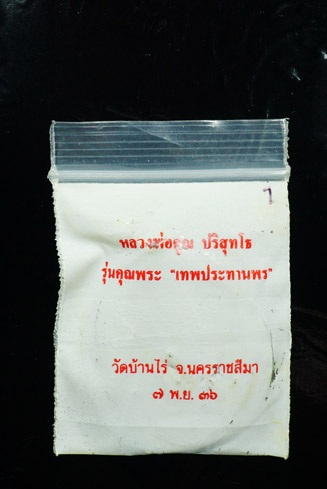 หลวงพ่อคูณ ปริสุทโธ
รุ่นคุณพระ "เทพประทานพร"
วัดบ้านไร่ จ.นครราชสีมา
๗ พ.ย. ๓๖